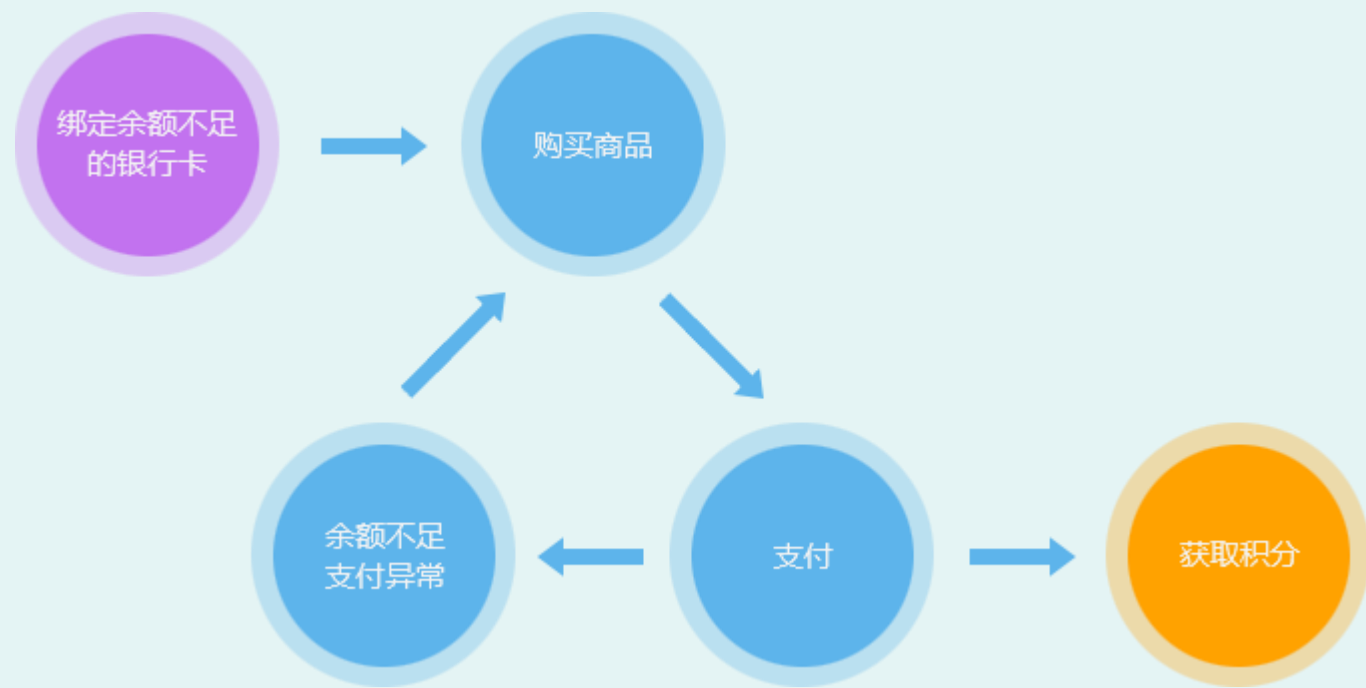 绑定余额不足
的银行卡
购买商品
余额不足
支付异常
支付
获取积分